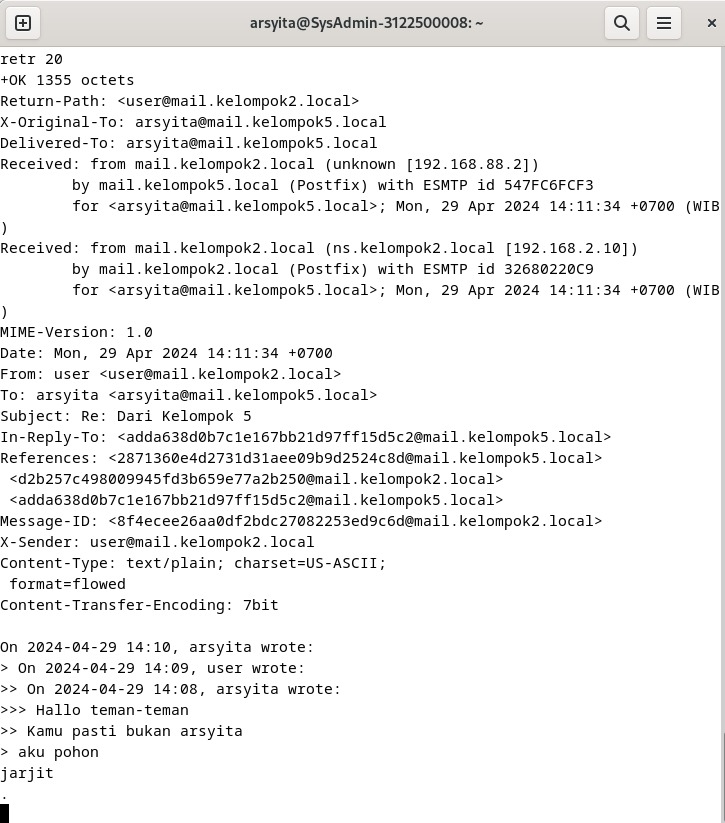 arsyita@SysAdmin-3122500008: ~
retr 20
+OK 1355 octets
Return-Path: <user@mail.kelompok2.local>
X-Original-To: arsyita@mail.kelompok5.local
Delivered-To: arsyita@mail.kelompok5.local
Received: from mail.kelompok2.local (unknown [192.168.88.2])
        by mail.kelompok5.local (Postfix) with ESMTP id 547FC6FCF3
        for <arsyita@mail.kelompok5.local>; Mon, 29 Apr 2024 14:11:34 +0700 (WIB
)
Received: from mail.kelompok2.local (ns.kelompok2.local [192.168.2.10])
        by mail.kelompok2.local (Postfix) with ESMTP id 32680220C9
        for <arsyita@mail.kelompok5.local>; Mon, 29 Apr 2024 14:11:34 +0700 (WIB
)
MIME-Version: 1.0
Date: Mon, 29 Apr 2024 14:11:34 +0700
From: user <user@mail.kelompok2.local>
To: arsyita <arsyita@mail.kelompok5.local>
Subject: Re: Dari Kelompok 5
In-Reply-To: <adda638d0b7c1e167bb21d97ff15d5c2@mail.kelompok5.local>
References: <2871360e4d2731d31aee09b9d2524c8d@mail.kelompok5.local>
 <d2b257c498009945fd3b659e77a2b250@mail.kelompok2.local>
 <adda638d0b7c1e167bb21d97ff15d5c2@mail.kelompok5.local>
Message-ID: <8f4ecee26aa0df2bdc27082253ed9c6d@mail.kelompok2.local>
X-Sender: user@mail.kelompok2.local
Content-Type: text/plain; charset=US-ASCII;
 format=flowed
Content-Transfer-Encoding: 7bit

On 2024-04-29 14:10, arsyita wrote:
> On 2024-04-29 14:09, user wrote:
>> On 2024-04-29 14:08, arsyita wrote:
>>> Hallo teman-teman
>> Kamu pasti bukan arsyita
> aku pohon
jarjit
.